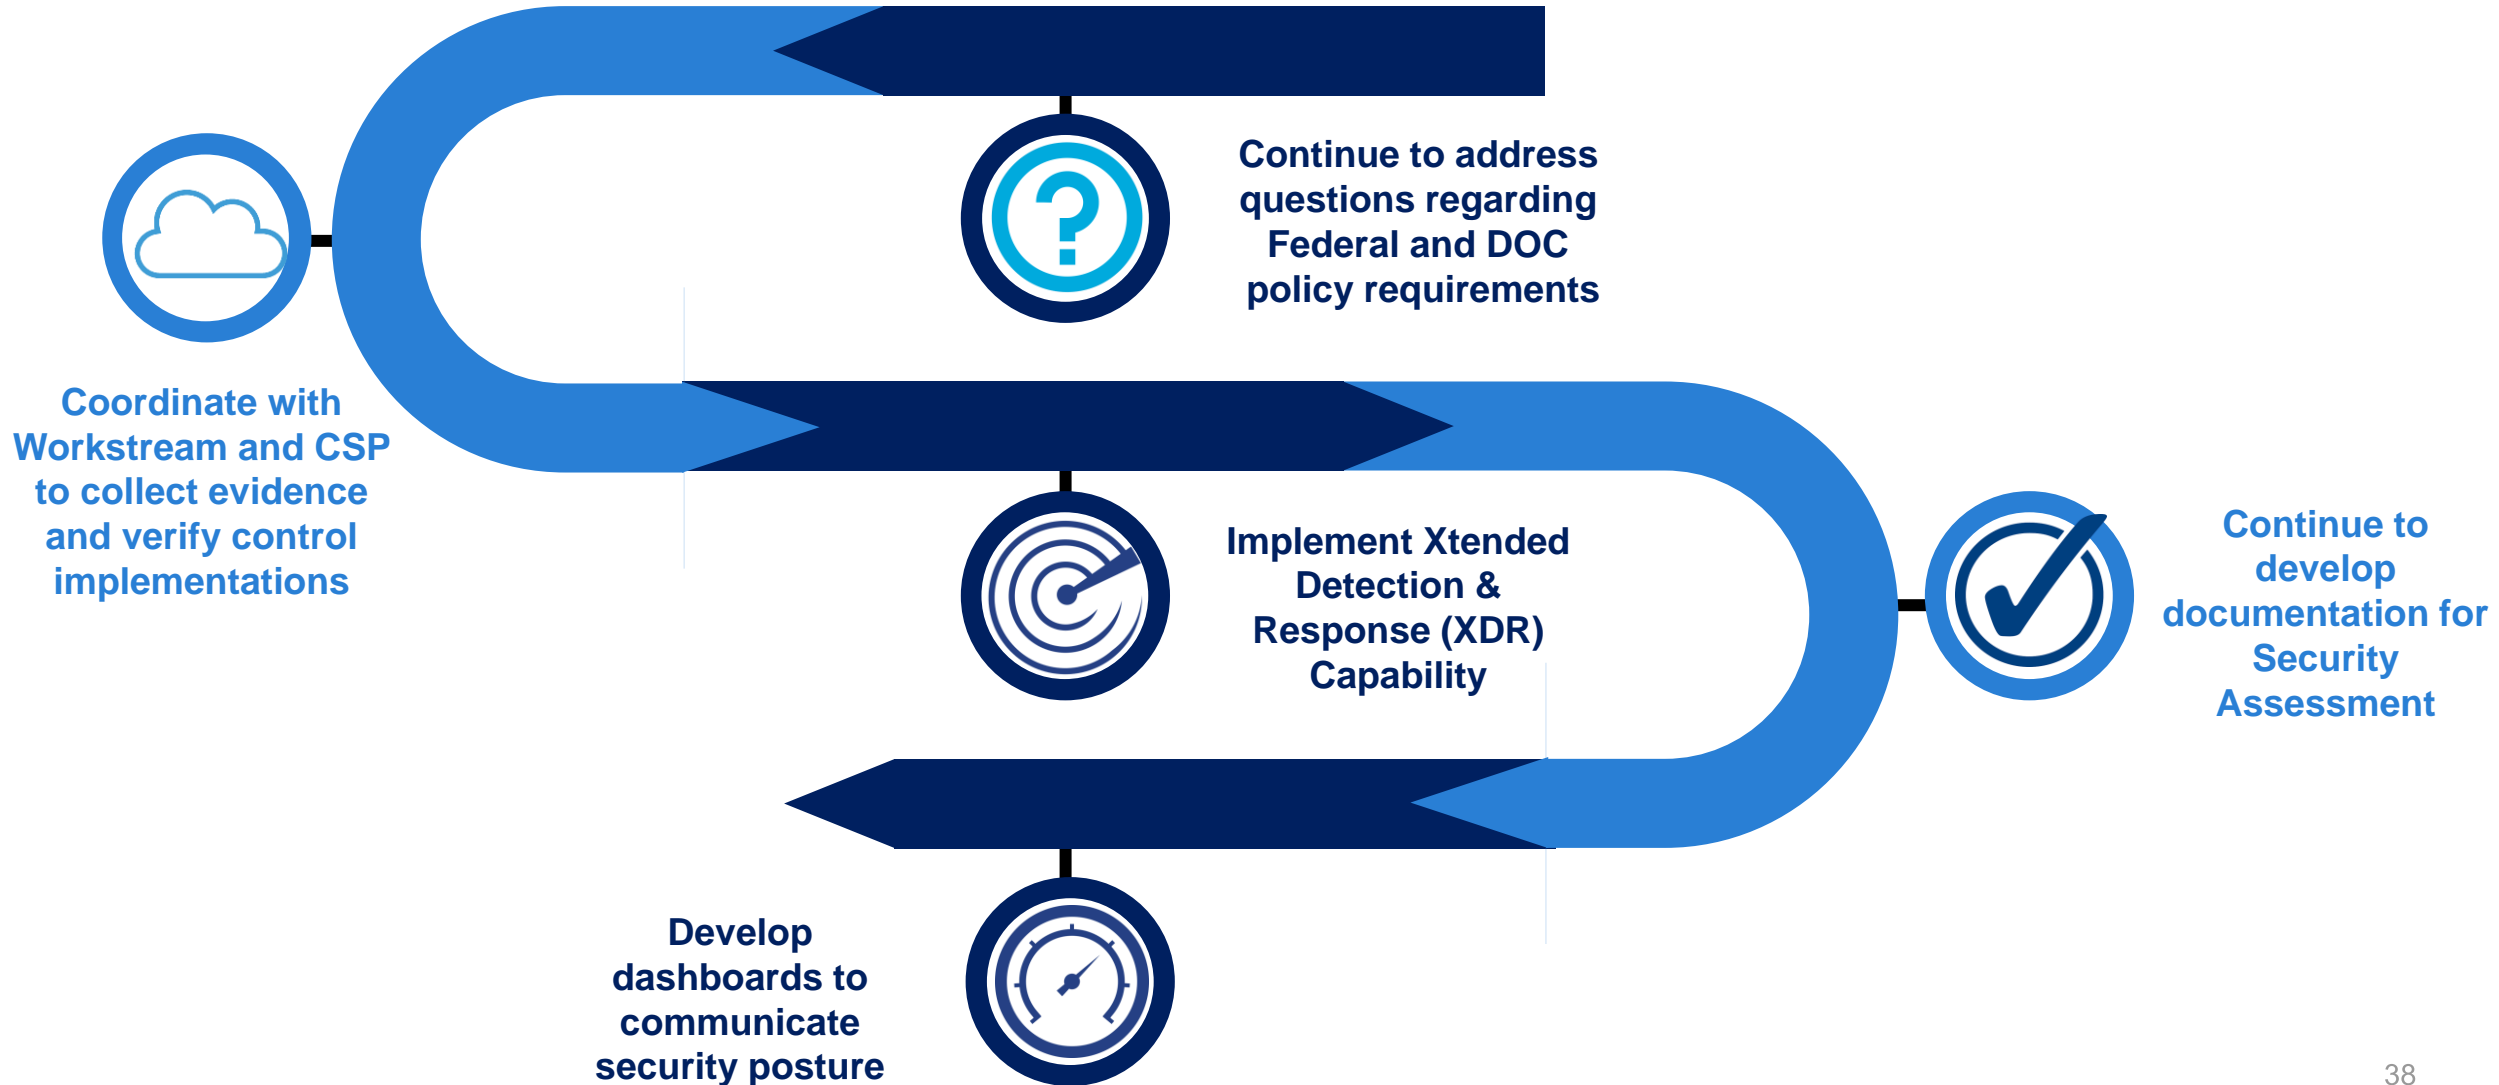 Continue to address
questions regarding
Federal and DOC
policy requirements
Coordinate with
Workstream and CSP
to collect evidence
and verify control
implementations
Implement Xtended
Detection &
Response (XDR)
Capability
Continue to
develop
documentation for
Security
Assessment
Develop
dashboards to
communicate
security posture
38